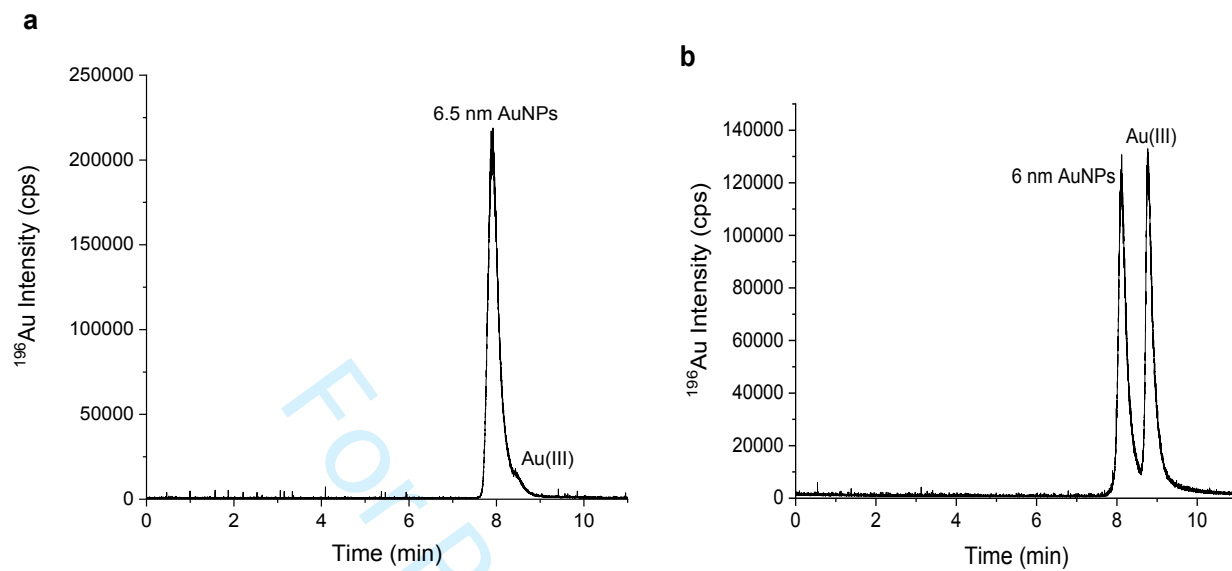 a
250000
200000
150000
100000
50000
0
0 2 4 6 8 10
¹⁹⁶Au Intensity (cps)
Time (min)
6.5 nm AuNPs
Au(III)
b
140000
120000
100000
80000
60000
40000
20000
0
0 2 4 6 8 10
¹⁹⁶Au Intensity (cps)
Time (min)
6 nm AuNPs
Au(III)
For